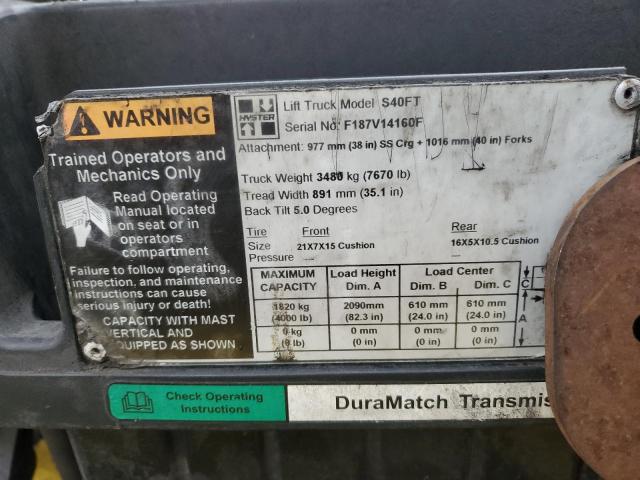 WARNING
Trained Operators and
Mechanics Only
Read Operating
Manual located
on seat or in
operators
compartment
Failure to follow operating,
inspection, and maintenance
instructions can cause
serious injury or death!
CAPACITY WITH MAST
VERTICAL AND
EQUIPPED AS SHOWN
HYSTER
Lift Truck Model S40FT
Serial No: F187V14160F
Attachment: 977 mm (38 in) SS Crg + 1016 mm (40 in) Forks
Truck Weight 3480 kg (7670 lb)
Tread Width 891 mm (35.1 in)
Back Tilt 5.0 Degrees
Tire Front Rear
Size 21X7X15 Cushion 16X5X10.5 Cushion
Pressure — —
MAXIMUM CAPACITY Load Height Dim. A Load Center Dim. B Dim. C
1820 kg (4000 lb) 2090mm (82.3 in) 610 mm (24.0 in) 610 mm (24.0 in)
0 kg (0 lb) 0 mm (0 in) 0 mm (0 in) 0 mm (0 in)
C
A
Check Operating
Instructions
DuraMatch Transmis